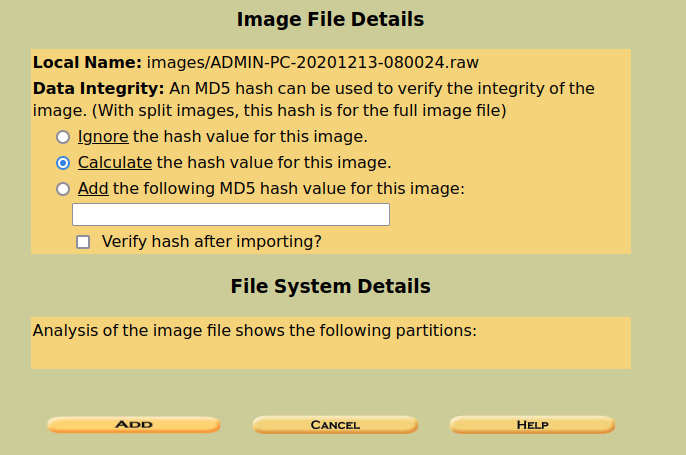 Image File Details
Local Name: images/ADMIN-PC-20201213-080024.raw
Data Integrity: An MD5 hash can be used to verify the integrity of the
image. (With split images, this hash is for the full image file)
Ignore the hash value for this image.
Calculate the hash value for this image.
Add the following MD5 hash value for this image:
Verify hash after importing?
File System Details
Analysis of the image file shows the following partitions:
ADD CANCEL HELP